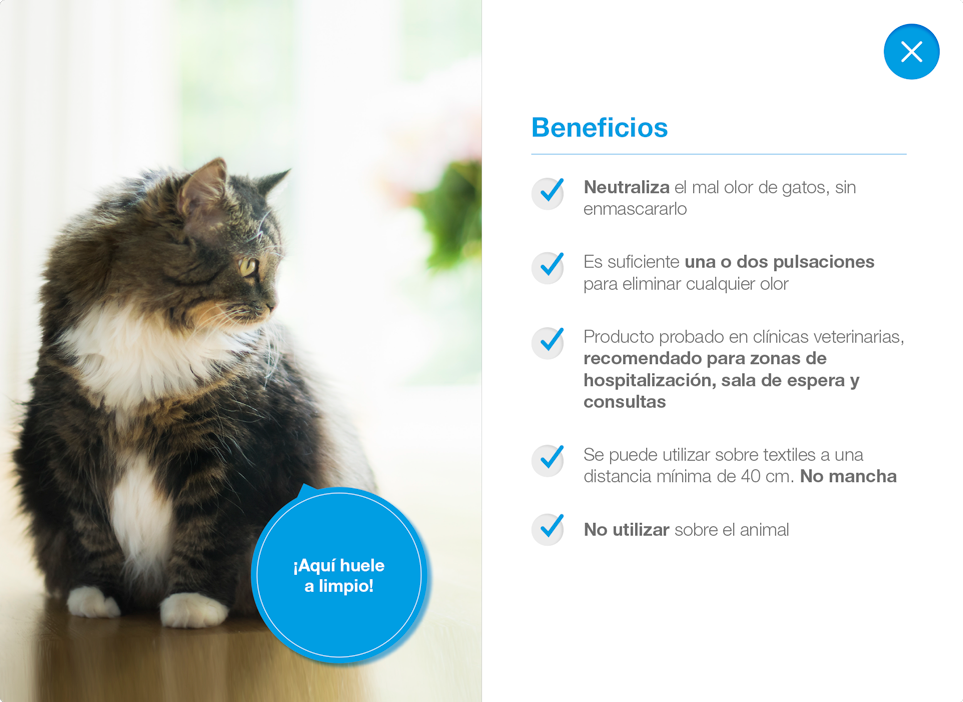 Beneficios
Neutraliza el mal olor de gatos, sin
enmascararlo
Es suficiente una o dos pulsaciones
para eliminar cualquier olor
Producto probado en clínicas veterinarias,
recomendado para zonas de
hospitalización, sala de espera y
consultas
Se puede utilizar sobre textiles a una
distancia mínima de 40 cm. No mancha
No utilizar sobre el animal
¡Aquí huele
a limpio!